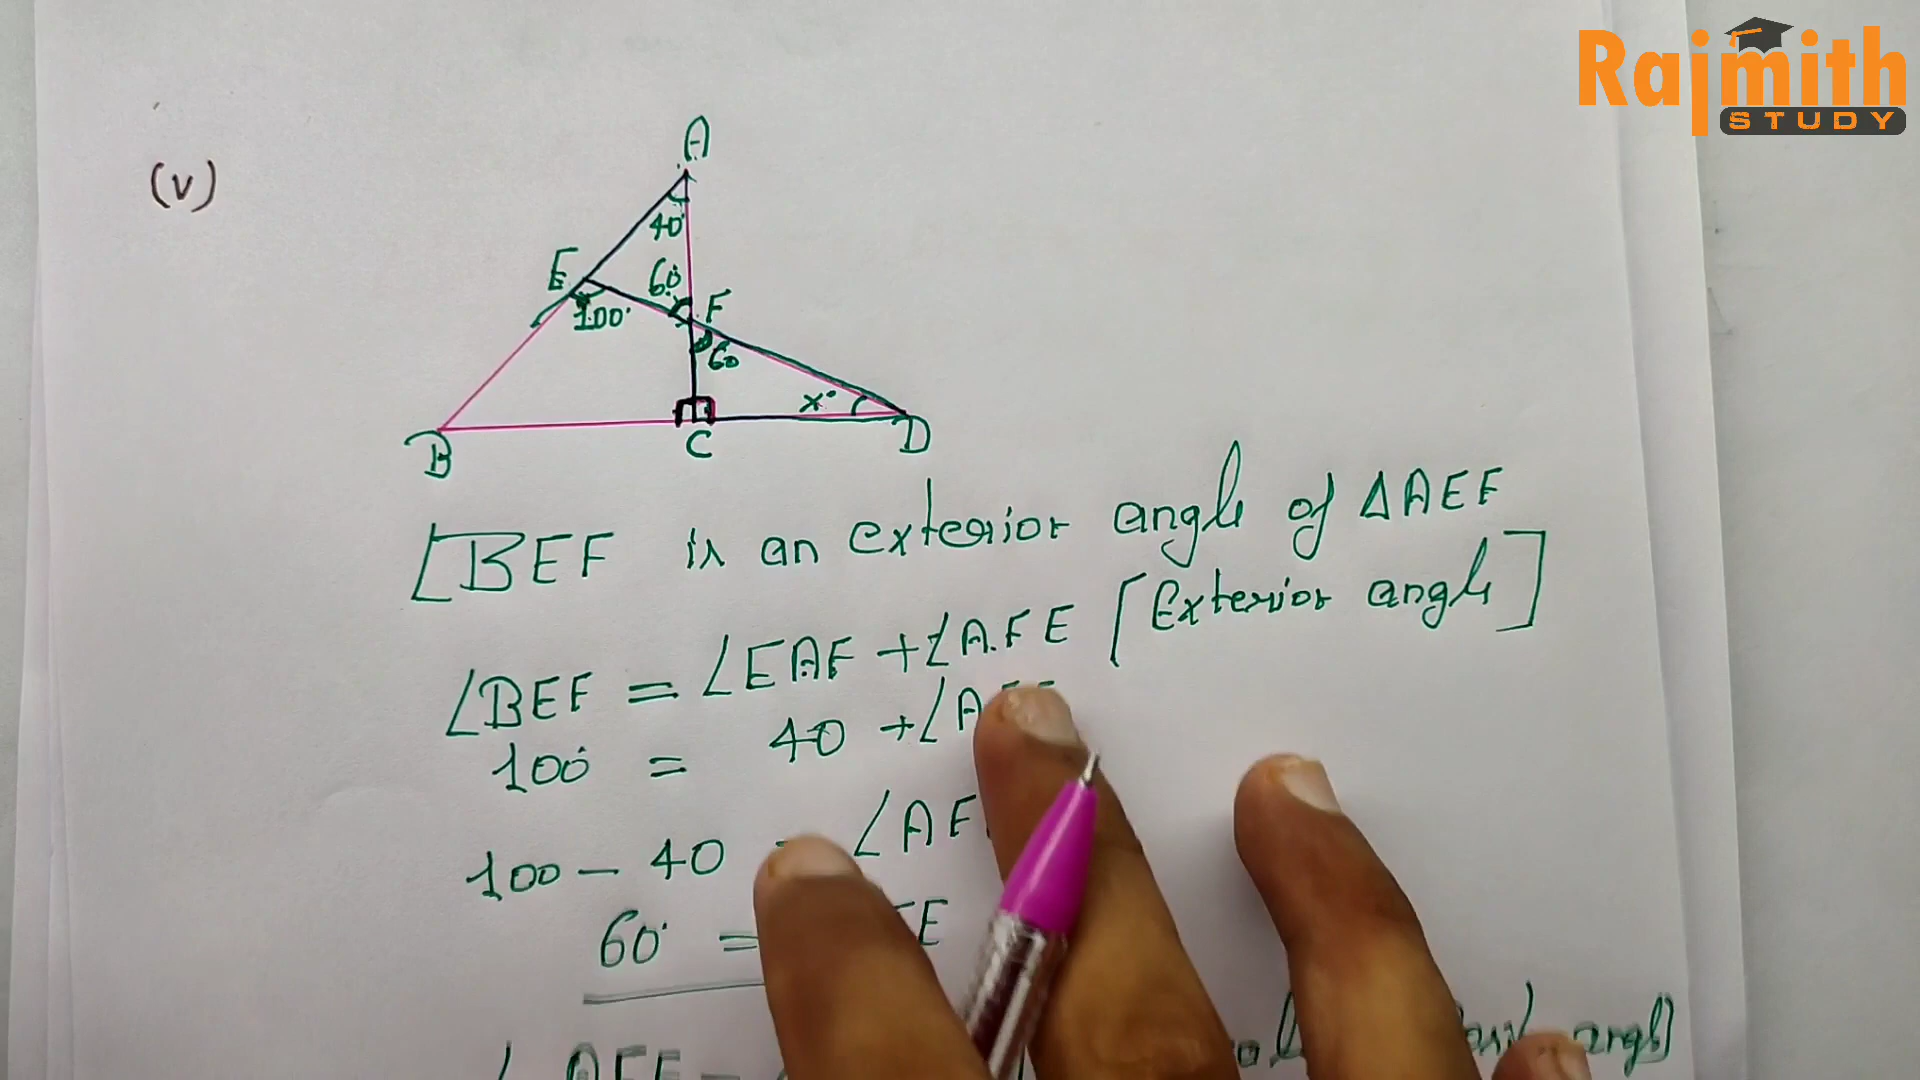 Rajmith
STUDY
(v)
A
40
E
60°
F
100°
60
x°
B
C
D
∠BEF is an exterior angle of ΔAEF
∠BEF = ∠EAF + ∠AFE [Exterior angle]
100° = 40 + ∠A
100 - 40 = ∠AF
60° = E
angle]